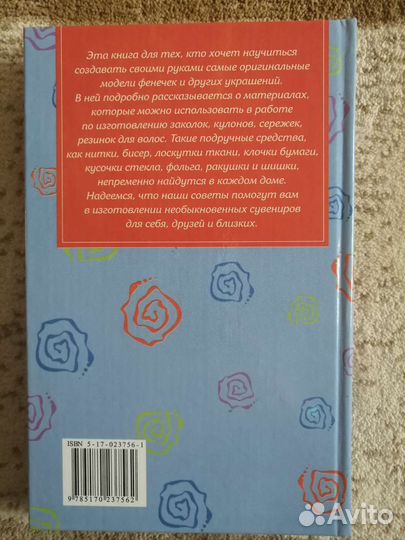 Эта книга для тех, кто хочет научиться
создавать своими руками самые оригинальные
модели фенечек и других украшений.
В ней подробно рассказывается о материалах,
которые можно использовать в работе
по изготовлению заколок, кулонов, сережек,
резинок для волос. Такие подручные средства,
как нитки, бисер, лоскутки ткани, клочки бумаги,
кусочки стекла, фольга, ракушки и шишки,
непременно найдутся в каждом доме.
Надеемся, что наши советы помогут вам
в изготовлении необыкновенных сувениров
для себя, друзей и близких.
ISBN 5-17-023756-1
9 785170 237562
Avito